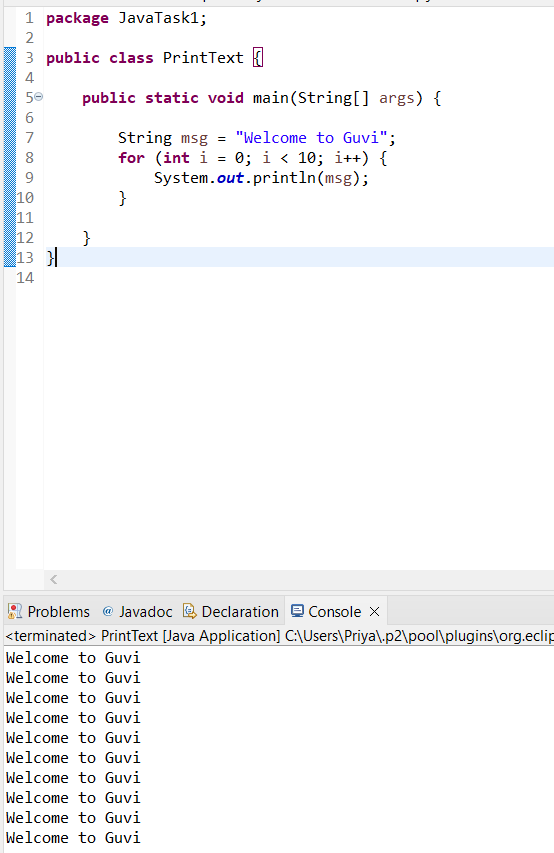 1 package JavaTask1;
2
3 public class PrintText {
4
5 public static void main(String[] args) {
6
7 String msg = "Welcome to Guvi";
8 for (int i = 0; i < 10; i++) {
9 System.out.println(msg);
10 }
11
12 }
13 }
14
Problems Javadoc Declaration Console
<terminated> PrintText [Java Application] C:\Users\Priya\.p2\pool\plugins\org.eclip
Welcome to Guvi
Welcome to Guvi
Welcome to Guvi
Welcome to Guvi
Welcome to Guvi
Welcome to Guvi
Welcome to Guvi
Welcome to Guvi
Welcome to Guvi
Welcome to Guvi